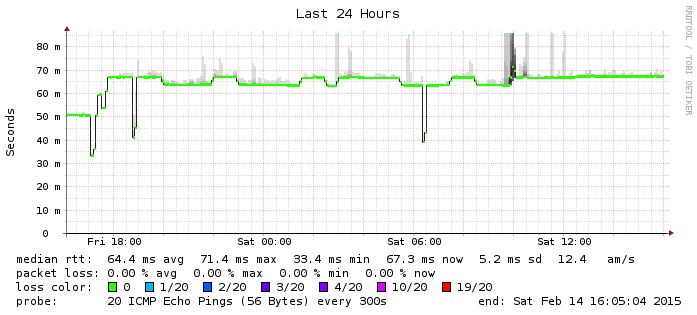 Last 24 Hours
RRDTOOL / TOBI OETIKER
Seconds
80 m
70 m
60 m
50 m
40 m
30 m
20 m
10 m
0
Fri 18:00 Sat 00:00 Sat 06:00 Sat 12:00
median rtt: 64.4 ms avg 71.4 ms max 33.4 ms min 67.3 ms now 5.2 ms sd 12.4 am/s
packet loss: 0.00 % avg 0.00 % max 0.00 % min 0.00 % now
loss color: 0 1/20 2/20 3/20 4/20 10/20 19/20
probe: 20 ICMP Echo Pings (56 Bytes) every 300s end: Sat Feb 14 16:05:04 2015